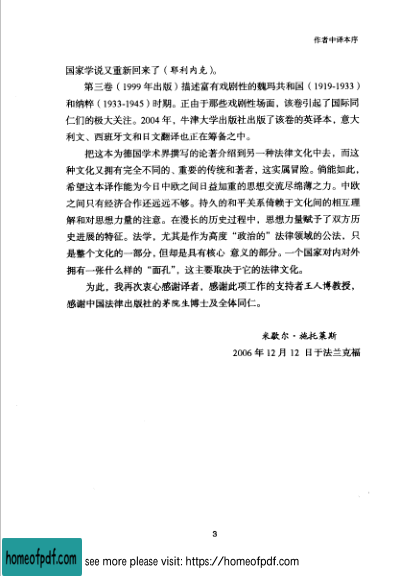 作者中译本序
国家学说又重新回来了（耶利内克）。
第三卷（1999 年出版）描述富有戏剧性的魏玛共和国（1919-1933）
和纳粹（1933-1945）时期。正由于那些戏剧性场面，该卷引起了国际同
仁们的极大关注。2004 年，牛津大学出版社出版了该卷的英译本，意大
利文、西班牙文和日文翻译也正在筹备之中。
把这本为德国学术界撰写的论著介绍到另一种法律文化中去，而这
种文化又拥有完全不同的、重要的传统和著者，这实属冒险。倘能如此，
希望这本译作能为今日中欧之间日益加重的思想交流尽绵薄之力。中欧
之间只有经济合作还远远不够。持久的和平关系倚赖于文化间的相互理
解和对思想力量的注意。在漫长的历史过程中，思想力量赋予了双方历
史进展的特征。法学，尤其是作为高度“政治的”法律领域的公法，只
是整个文化的一部分，但却是具有核心 意义的部分。一个国家对内对外
拥有一张什么样的“面孔”，这主要取决于它的法律文化。
为此，我再次衷心感谢译者，感谢此项工作的支持者王人博教授，
感谢中国法律出版社的茅院生博士及全体同仁。
米歇尔·施托莱斯
2006 年 12 月 12 日于法兰克福
3
homeofpdf.com see more please visit: https://homeofpdf.com